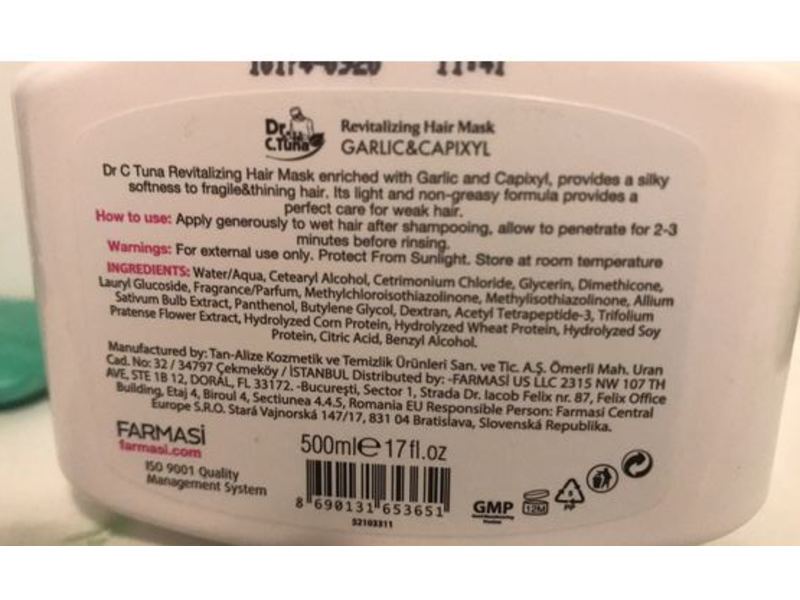 11:41
Dr.
C.Tuna
Revitalizing Hair Mask
GARLIC&CAPIXYL
Dr C Tuna Revitalizing Hair Mask enriched with Garlic and Capixyl, provides a silky
softness to fragile&thining hair. Its light and non-greasy formula provides a
perfect care for weak hair.
How to use: Apply generously to wet hair after shampooing, allow to penetrate for 2-3
minutes before rinsing.
Warnings: For external use only. Protect From Sunlight. Store at room temperature
INGREDIENTS: Water/Aqua, Cetearyl Alcohol, Cetrimonium Chloride, Glycerin, Dimethicone,
Lauryl Glucoside, Fragrance/Parfum, Methylchloroisothiazolinone, Methylisothiazolinone, Allium
Sativum Bulb Extract, Panthenol, Butylene Glycol, Dextran, Acetyl Tetrapeptide-3, Trifolium
Pratense Flower Extract, Hydrolyzed Corn Protein, Hydrolyzed Wheat Protein, Hydrolyzed Soy
Protein, Citric Acid, Benzyl Alcohol.
Manufactured by: Tan-Alize Kozmetik ve Temizlik Ürünleri San. ve Tic. A.Ş. Ömerli Mah. Uran
Cad. No: 32 / 34797 Çekmeköy / İSTANBUL Distributed by: -FARMASİ US LLC 2315 NW 107 TH
AVE, STE 1B 12, DORAL, FL 33172. -Bucureşti, Sector 1, Strada Dr. Iacob Felix nr. 87, Felix Office
Building, Etaj 4, Biroul 4, Sectiunea 4.4.5, Romania EU Responsible Person: Farmasi Central
Europe S.R.O. Stará Vajnorská 147/17, 831 04 Bratislava, Slovenská Republika.
FARMASİ
farmasi.com
ISO 9001 Quality
Management System
500ml e 17fl.oz
8 690131 653651
52103311
GMP
12M
5
PP